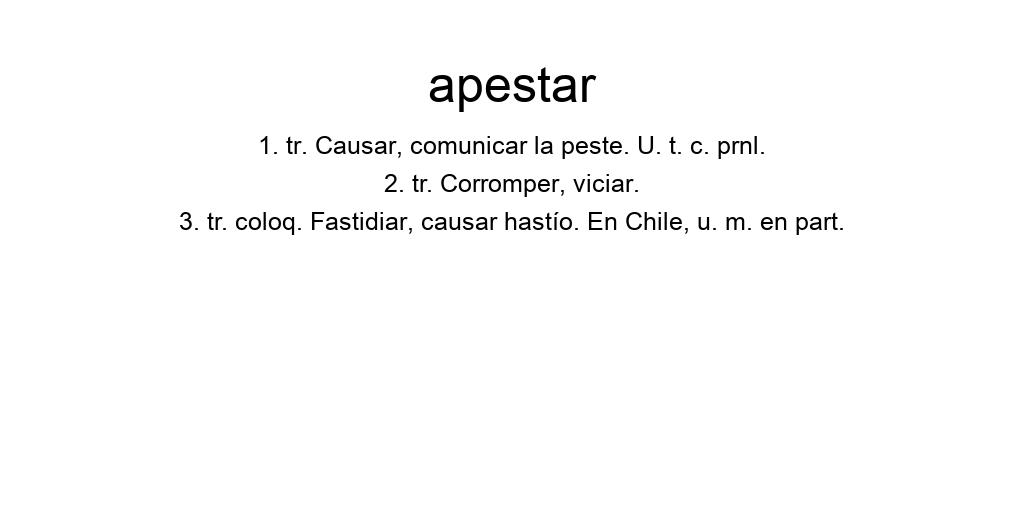 apestar
1. tr. Causar, comunicar la peste. U. t. c. prnl.
2. tr. Corromper, viciar.
3. tr. coloq. Fastidiar, causar hastío. En Chile, u. m. en part.